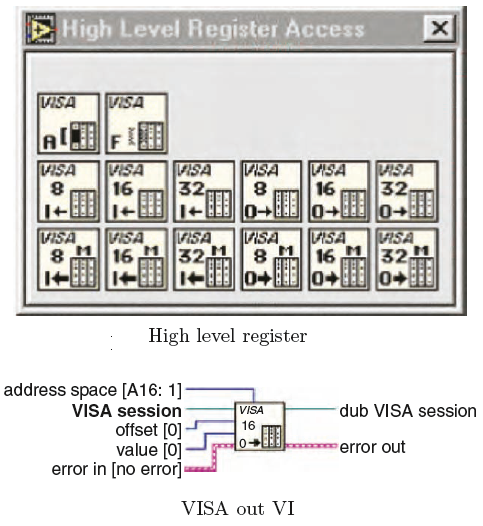 High Level Register Access
VISA VISA
A[ F
VISA VISA VISA VISA VISA VISA
8 16 32 8 16 32
I← I← I← O→ O→ O→
VISA VISA VISA VISA VISA VISA
8 M 16 M 32 M 8 M 16 M 32 M
I← I← I← O→ O→ O→
High level register
address space [A16: 1]
VISA session
offset [0]
value [0]
error in [no error]
VISA
16
O→
dub VISA session
error out
VISA out VI